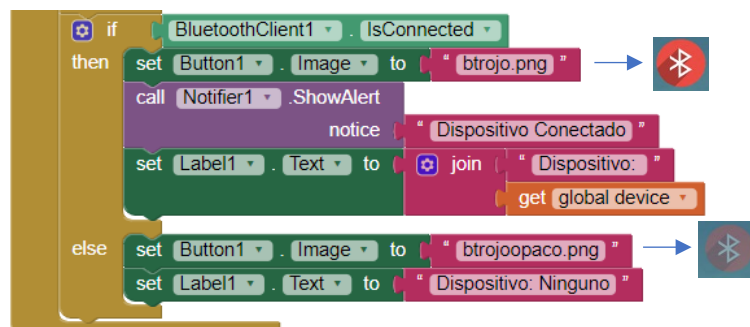 if BluetoothClient1 . IsConnected
then set Button1 . Image to " btrojo.png "
call Notifier1 .ShowAlert
notice " Dispositivo Conectado "
set Label1 . Text to join " Dispositivo: "
get global device
else set Button1 . Image to " btrojoopaco.png "
set Label1 . Text to " Dispositivo: Ninguno "